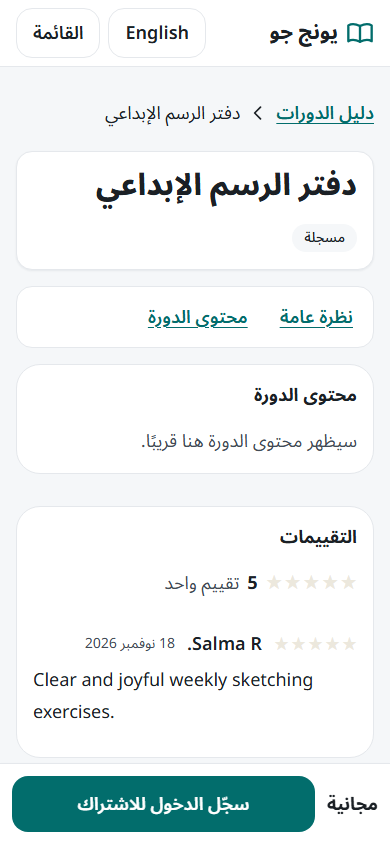 يونج جو
English
القائمة
دليل الدورات
دفتر الرسم الإبداعي
دفتر الرسم الإبداعي
مسجلة
نظرة عامة
محتوى الدورة
محتوى الدورة
سيظهر محتوى الدورة هنا قريبًا.
التقييمات
5 تقييم واحد
Salma R. 18 نوفمبر 2026
Clear and joyful weekly sketching
exercises.
مجانية
سجّل الدخول للاشتراك